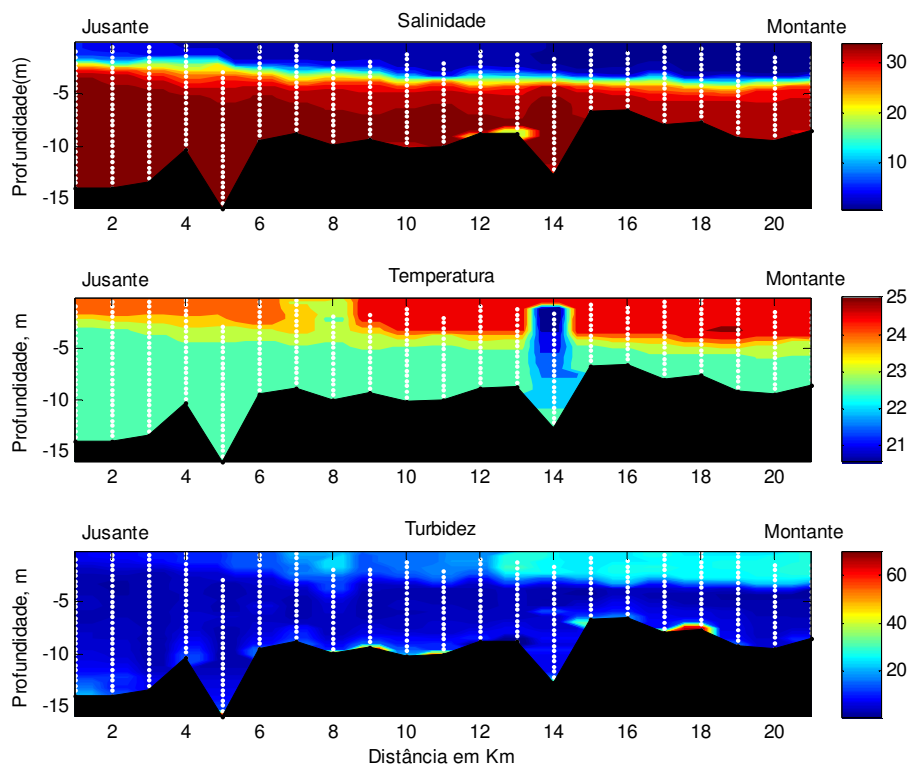 Salinidade
Jusante
Montante
Profundidade(m)
-5
-10
-15
2 4 6 8 10 12 14 16 18 20
30
20
10
Temperatura
Jusante
Montante
Profundidade, m
-5
-10
-15
2 4 6 8 10 12 14 16 18 20
25
24
23
22
21
Turbidez
Jusante
Montante
Profundidade, m
-5
-10
-15
2 4 6 8 10 12 14 16 18 20
60
40
20
Distância em Km